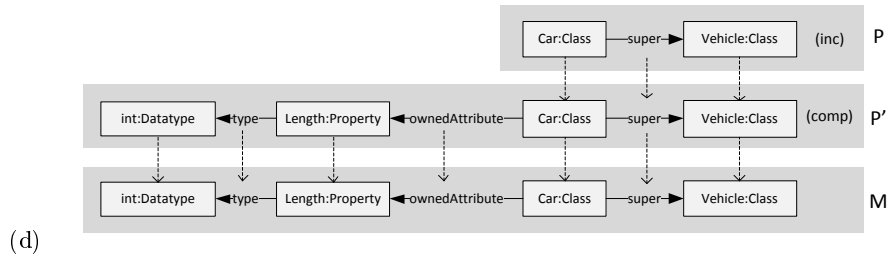 Car:Class super Vehicle:Class (inc) P
int:Datatype type Length:Property ownedAttribute Car:Class super Vehicle:Class (comp) P'
int:Datatype type Length:Property ownedAttribute Car:Class super Vehicle:Class M
(d)